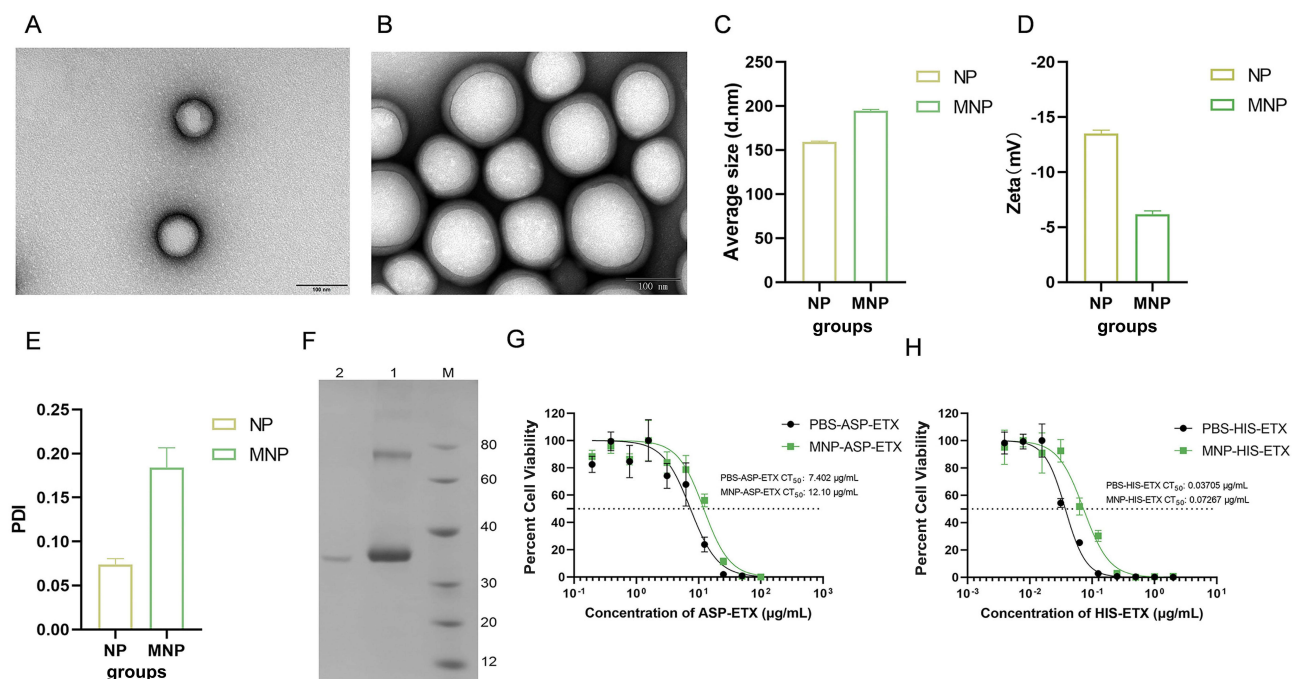 A
B
C
D
100 nm
100 nm
Average size (d.nm)
250
200
150
100
50
0
NP
MNP
groups
NP
MNP
Zeta（mV)
-20
-15
-10
-5
0
NP
MNP
groups
NP
MNP
E
F
G
H
PDI
0.25
0.20
0.15
0.10
0.05
0.00
NP
MNP
groups
NP
MNP
2
1
M
80
60
40
30
20
12
Percent Cell Viability
120
100
80
60
40
20
0
PBS-ASP-ETX
MNP-ASP-ETX
PBS-ASP-ETX CT₅₀: 7.402 μg/mL
MNP-ASP-ETX CT₅₀: 12.10 μg/mL
10⁻¹
10⁰
10¹
10²
10³
Concentration of ASP-ETX (μg/mL)
Percent Cell Viability
120
100
80
60
40
20
0
PBS-HIS-ETX
MNP-HIS-ETX
PBS-HIS-ETX CT₅₀: 0.03705 μg/mL
MNP-HIS-ETX CT₅₀: 0.07267 μg/mL
10⁻³
10⁻²
10⁻¹
10⁰
10¹
Concentration of HIS-ETX (μg/mL)